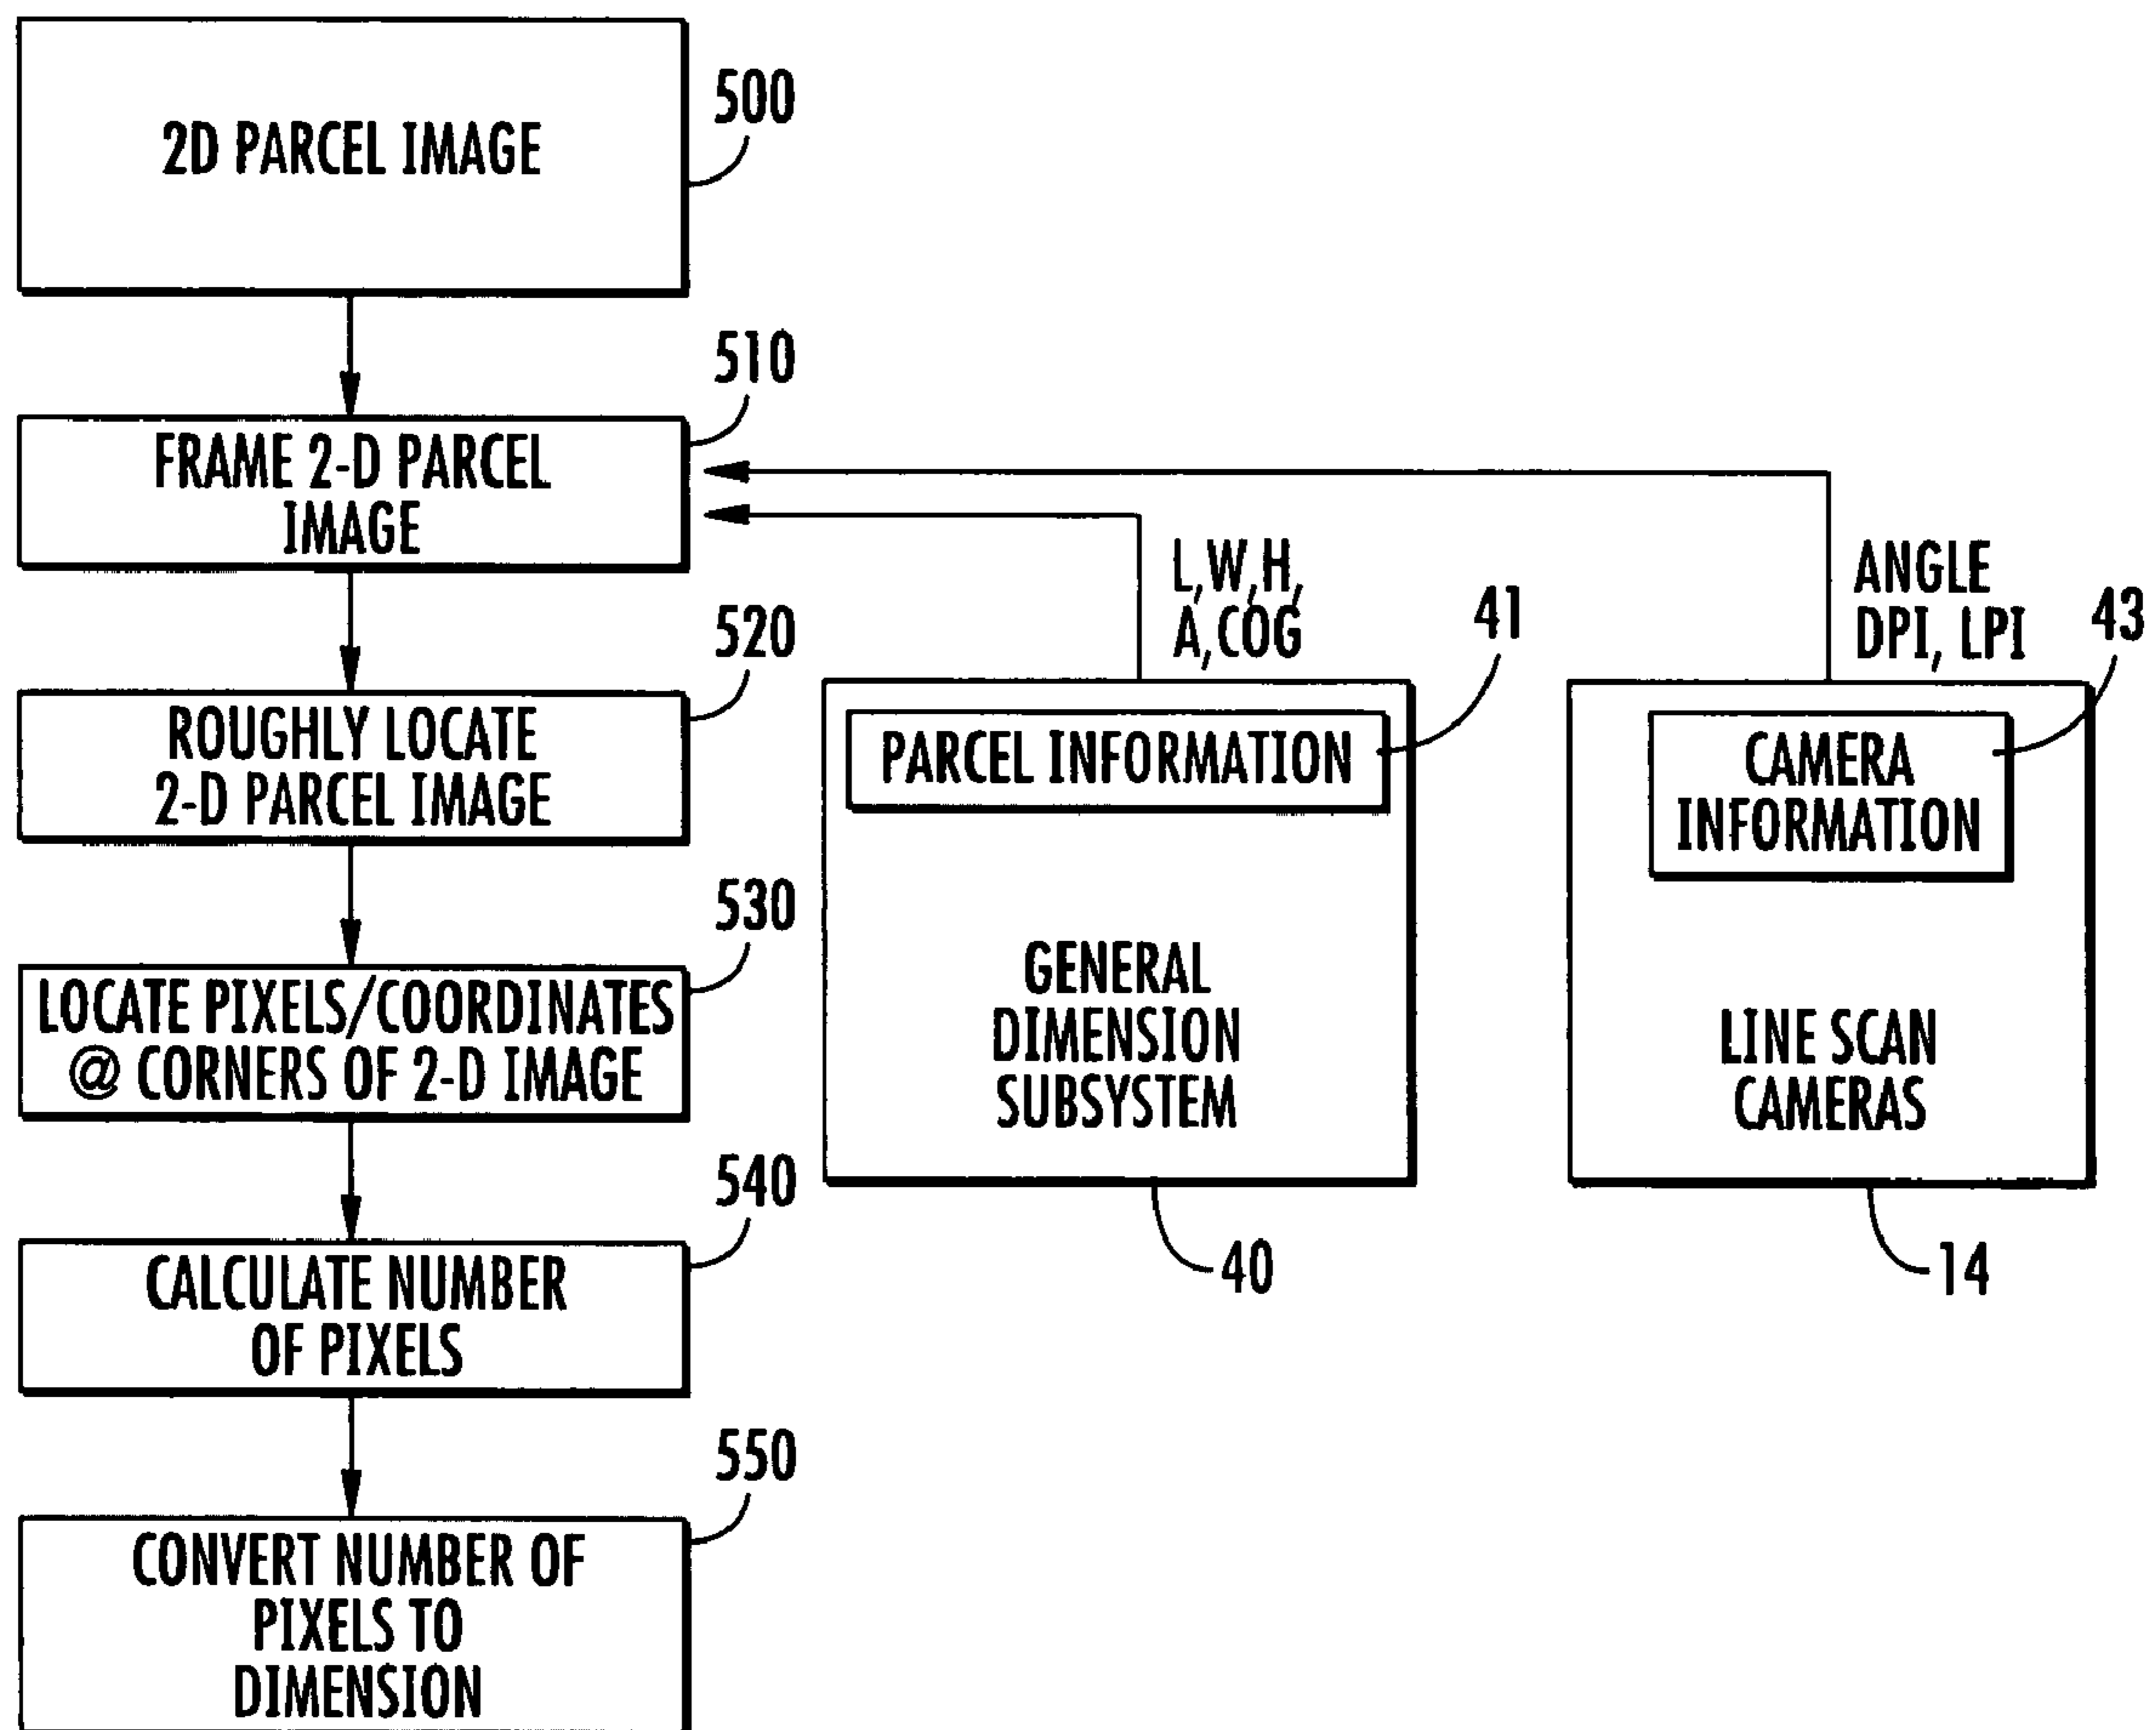 2D PARCEL IMAGE
500
510
FRAME 2-D PARCEL
IMAGE
520
ROUGHLY LOCATE
2-D PARCEL IMAGE
530
LOCATE PIXELS/COORDINATES
@ CORNERS OF 2-D IMAGE
540
CALCULATE NUMBER
OF PIXELS
550
CONVERT NUMBER OF
PIXELS TO
DIMENSION
L,W,H,
A,COG
41
PARCEL INFORMATION
GENERAL
DIMENSION
SUBSYSTEM
40
ANGLE
DPI, LPI
43
CAMERA
INFORMATION
LINE SCAN
CAMERAS
14